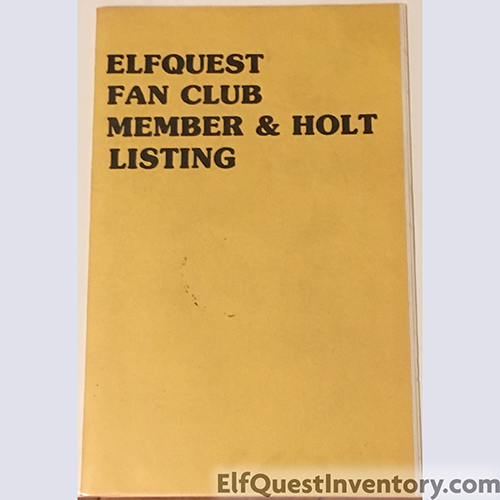 ELFQUEST
FAN CLUB
MEMBER & HOLT
LISTING
ElfQuestInventory.com